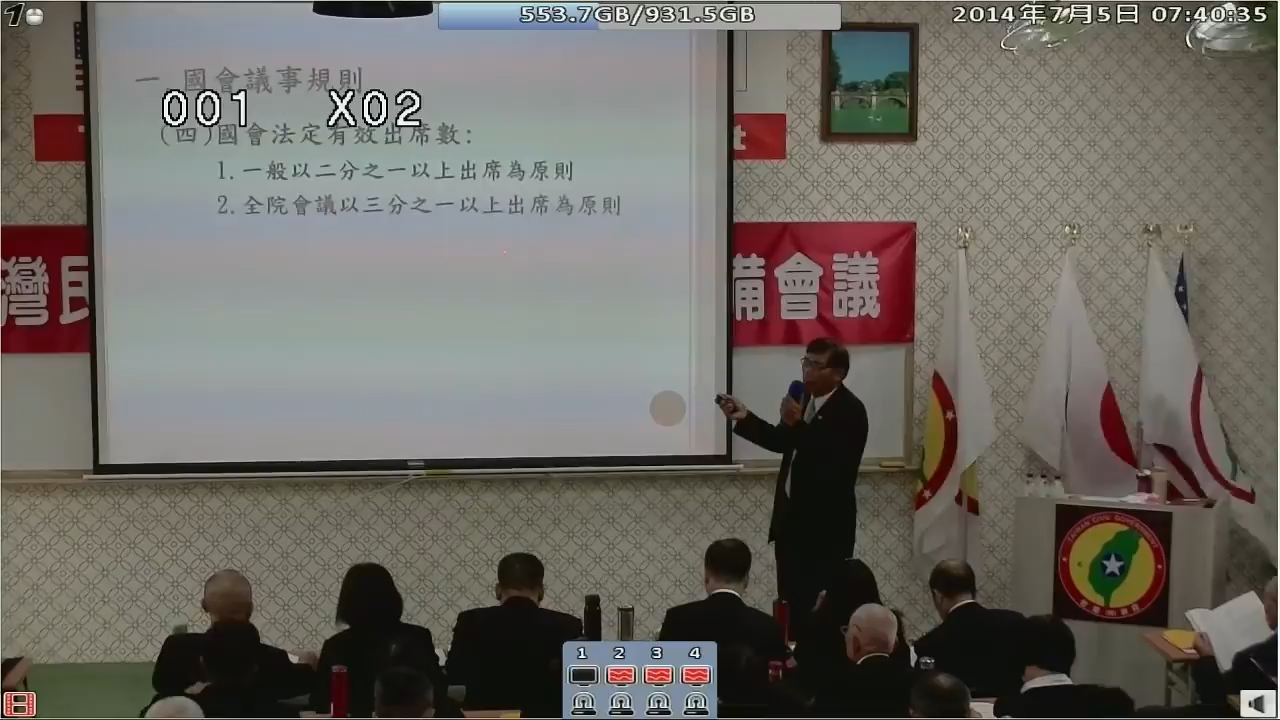 1
553.7GB/931.5GB
2014年7月5日 07:40:35
一 國會議事規則
001 X02
(四)國會法定有效出席數:
1.一般以二分之一以上出席為原則
2.全院會議以三分之一以上出席為原則
t
灣民
備會議
TAIWAN CIVIL GOVERNMENT
1 2 3 4